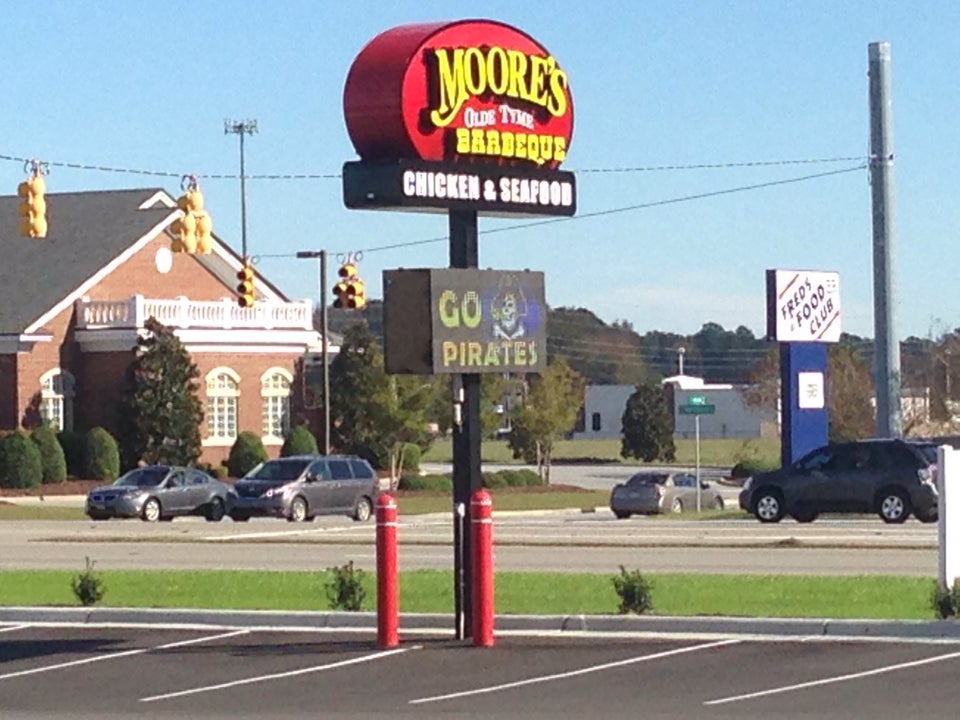 MOORE'S
OLDE TYME
BARBEQUE
CHICKEN & SEAFOOD
GO
PIRATES
FRED'S
FOOD
CLUB